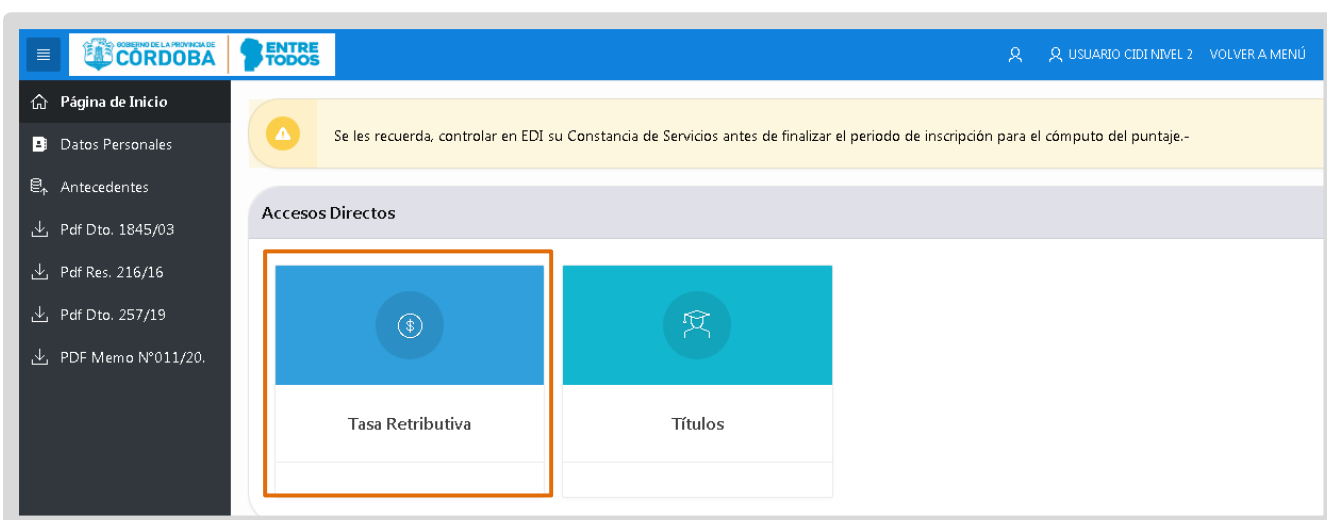 GOBIERNO DE LA PROVINCIA DE
CÓRDOBA
ENTRE
TODOS
USUARIO CIDI NIVEL 2
VOLVER A MENÚ
Página de Inicio
Datos Personales
Antecedentes
Pdf Dto. 1845/03
Pdf Res. 216/16
Pdf Dto. 257/19
PDF Memo N°011/20.
Se les recuerda, controlar en EDI su Constancia de Servicios antes de finalizar el periodo de inscripción para el cómputo del puntaje.-
Accesos Directos
Tasa Retributiva
Títulos